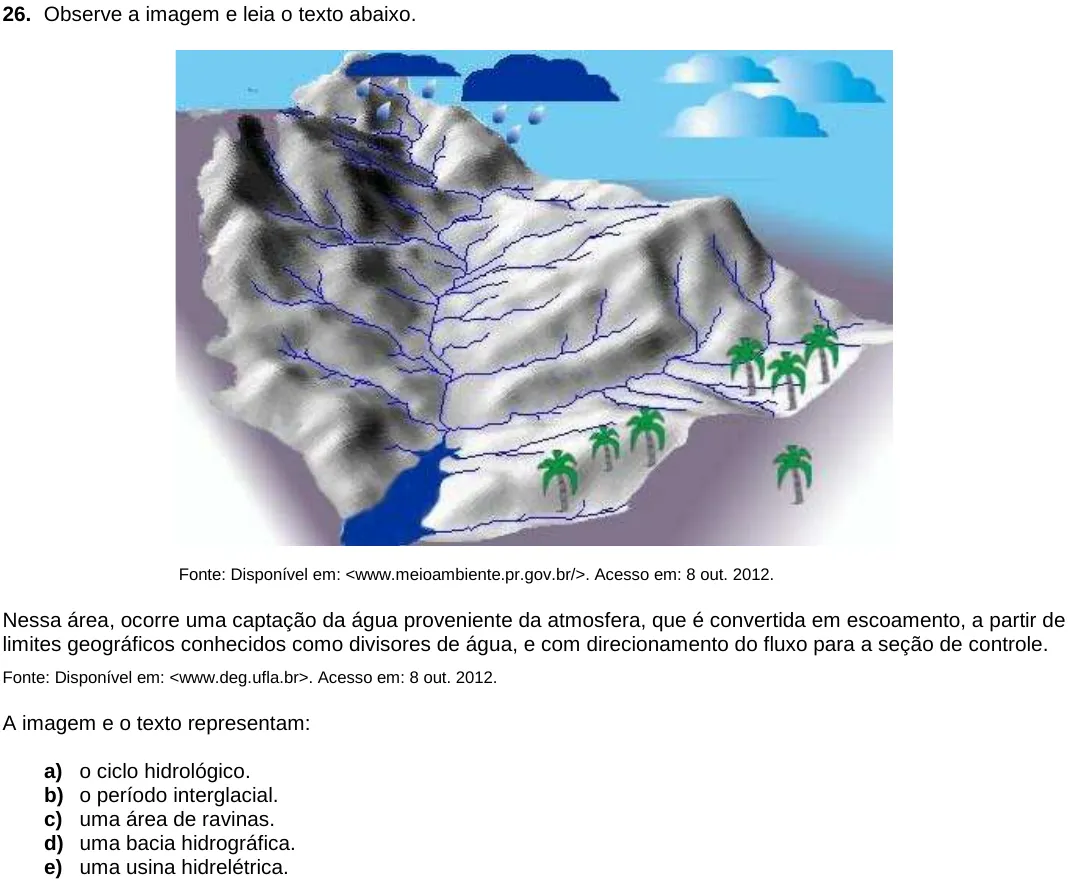 26. Observe a imagem e leia o texto abaixo.
Fonte: Disponível em: <www.meioambiente.pr.gov.br/>. Acesso em: 8 out. 2012.
Nessa área, ocorre uma captação da água proveniente da atmosfera, que é convertida em escoamento, a partir de
limites geográficos conhecidos como divisores de água, e com direcionamento do fluxo para a seção de controle.
Fonte: Disponível em: <www.deg.ufla.br>. Acesso em: 8 out. 2012.
A imagem e o texto representam:
a) o ciclo hidrológico.
b) o período interglacial.
c) uma área de ravinas.
d) uma bacia hidrográfica.
e) uma usina hidrelétrica.